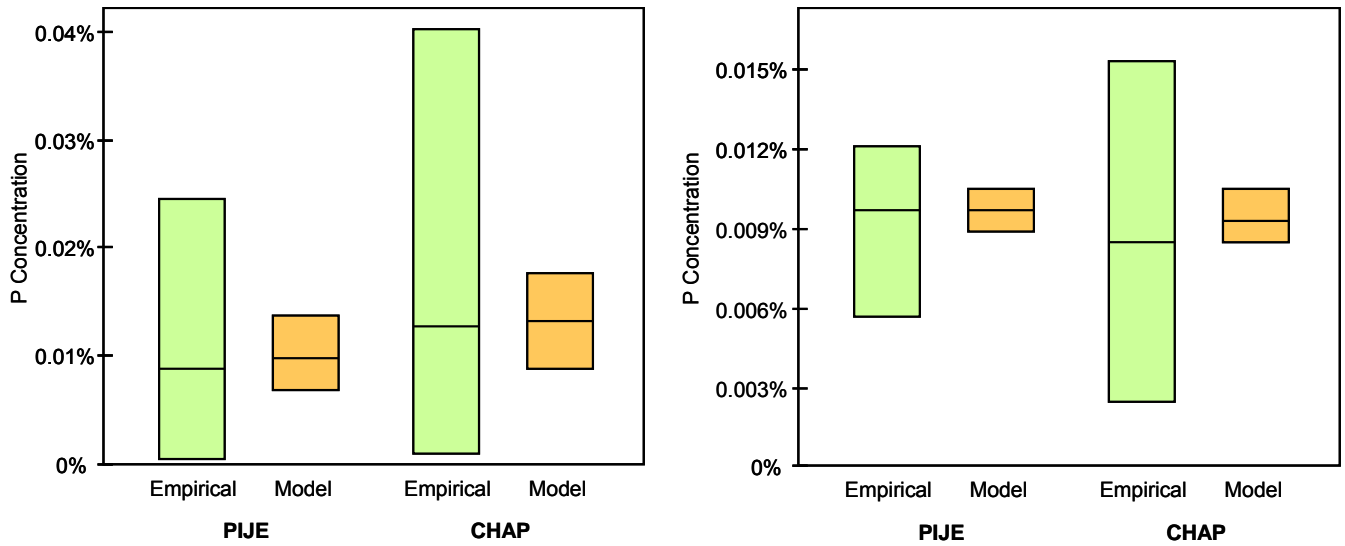 P Concentration
0.04%
0.03%
0.02%
0.01%
0%
Empirical Model Empirical Model
PIJE CHAP
P Concentration
0.015%
0.012%
0.009%
0.006%
0.003%
0%
Empirical Model Empirical Model
PIJE CHAP